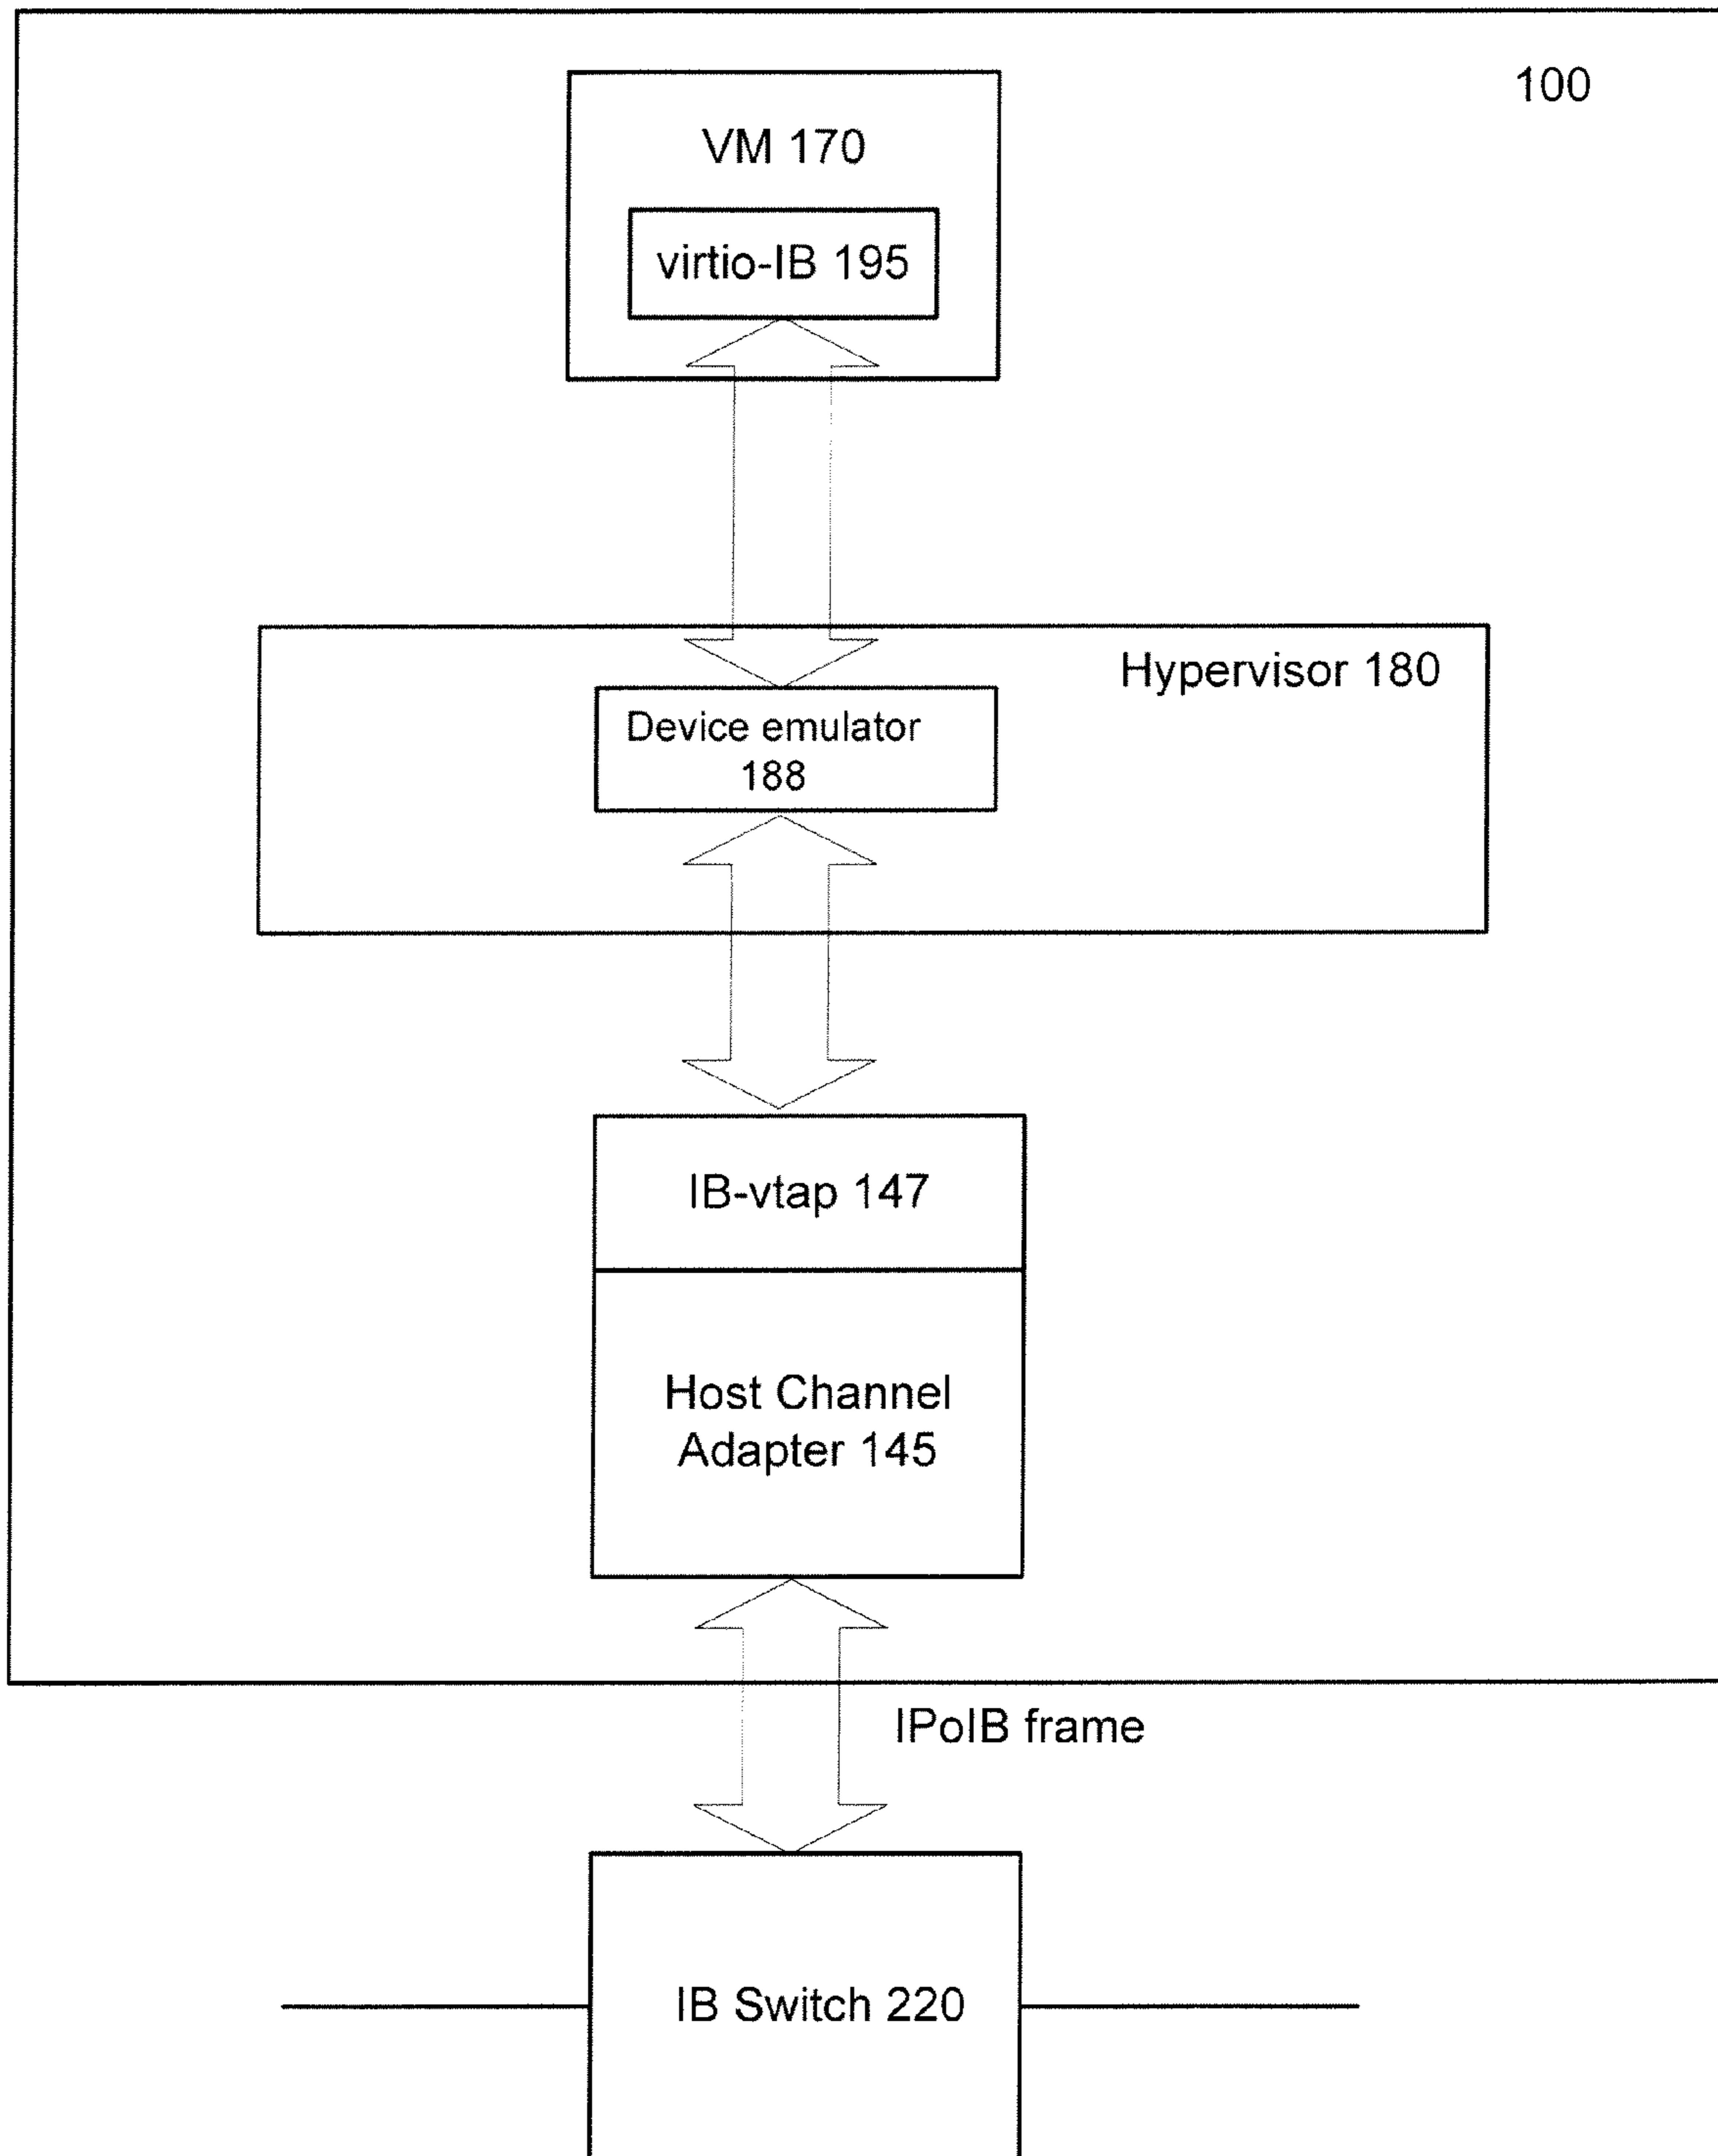 100
VM 170
virtio-IB 195
Hypervisor 180
Device emulator
188
IB-vtap 147
Host Channel
Adapter 145
IPoIB frame
IB Switch 220